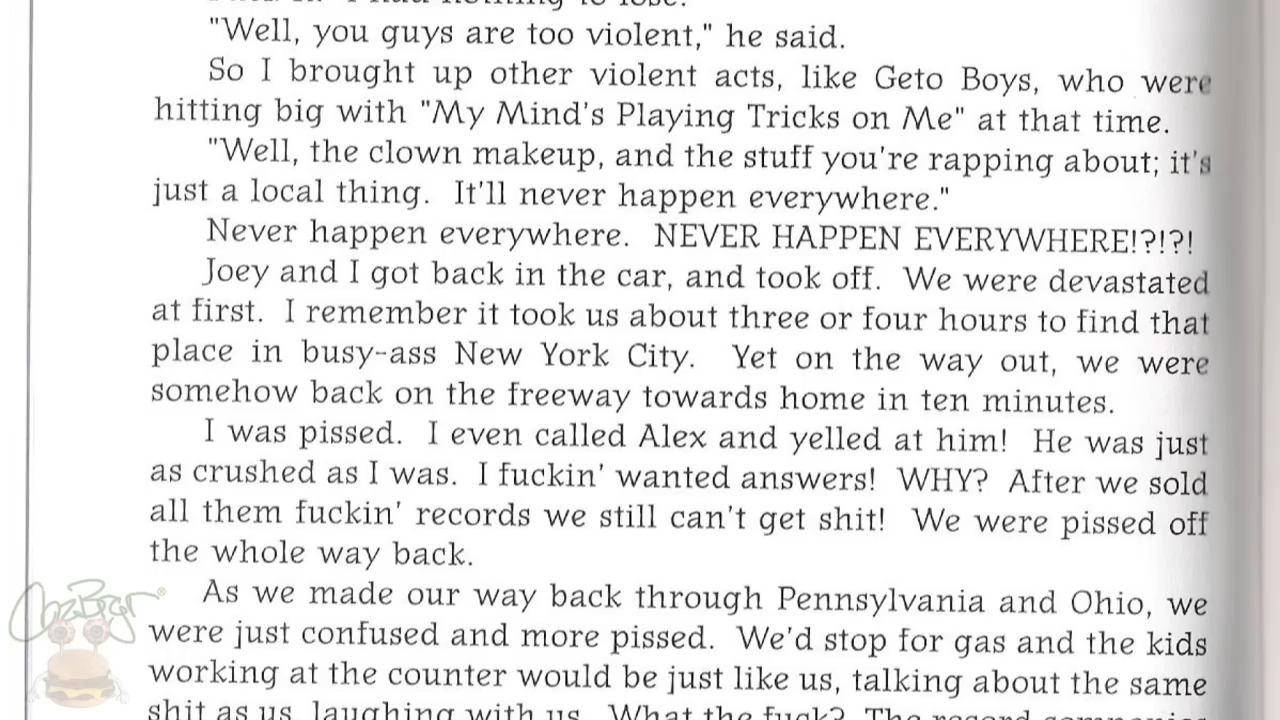 nothing to lose.
"Well, you guys are too violent," he said.
So I brought up other violent acts, like Geto Boys, who were
hitting big with "My Mind's Playing Tricks on Me" at that time.
"Well, the clown makeup, and the stuff you're rapping about; it's
just a local thing. It'll never happen everywhere."
Never happen everywhere. NEVER HAPPEN EVERYWHERE!?!?!
Joey and I got back in the car, and took off. We were devastated
at first. I remember it took us about three or four hours to find that
place in busy-ass New York City. Yet on the way out, we were
somehow back on the freeway towards home in ten minutes.
I was pissed. I even called Alex and yelled at him! He was just
as crushed as I was. I fuckin' wanted answers! WHY? After we sold
all them fuckin' records we still can't get shit! We were pissed off
the whole way back.
As we made our way back through Pennsylvania and Ohio, we
were just confused and more pissed. We'd stop for gas and the kids
working at the counter would be just like us, talking about the same
shit as us, laughing with us. What the fuck? The record companies